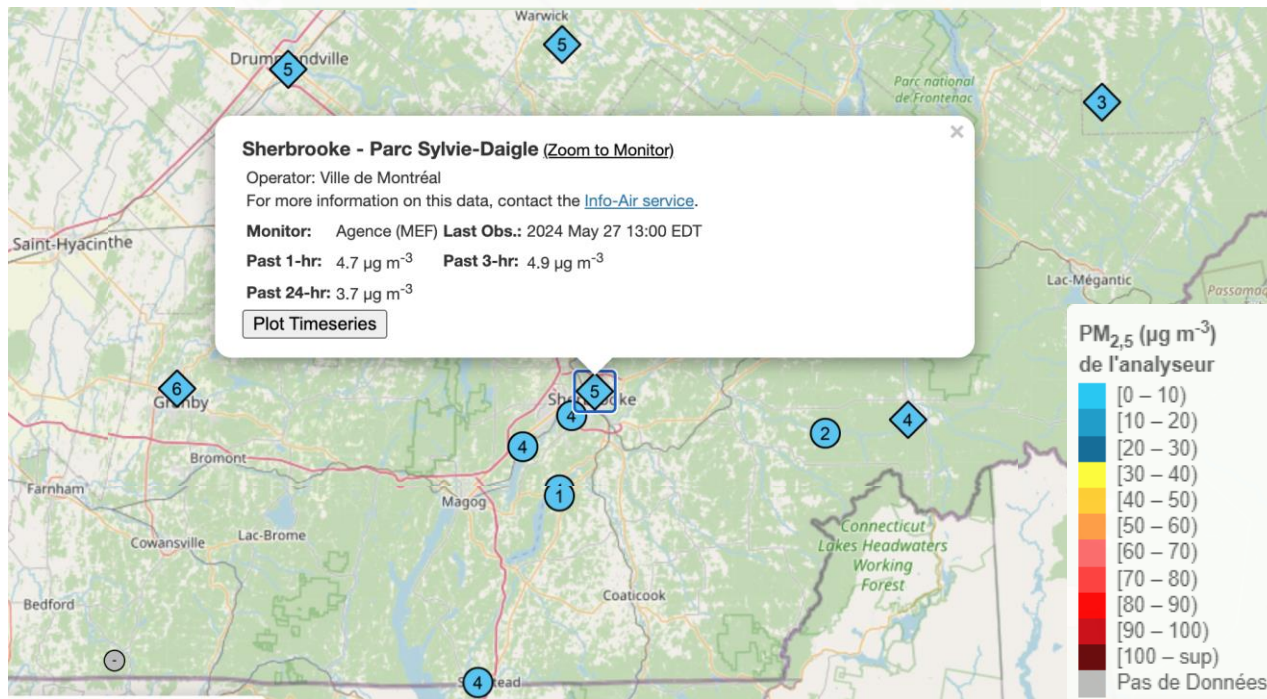 Warwick
5
Drummondville
5
Parc national
de Frontenac
3
×
Sherbrooke - Parc Sylvie-Daigle (Zoom to Monitor)
Operator: Ville de Montréal
For more information on this data, contact the Info-Air service.
Monitor: Agence (MEF) Last Obs.: 2024 May 27 13:00 EDT
Past 1-hr: 4.7 µg m-3 Past 3-hr: 4.9 µg m-3
Past 24-hr: 3.7 µg m-3
Plot Timeseries
Saint-Hyacinthe
Lac-Mégantic
6
Granby
5
Sherbrooke
4
4
2
4
Bromont
1
Farnham
Magog
Cowansville
Lac-Brome
Connecticut
Lakes Headwaters
Working
Forest
Bedford
Coaticook
-
4
PM2,5 (µg m-3)
de l'analyseur
[0 – 10)
[10 – 20)
[20 – 30)
[30 – 40)
[40 – 50)
[50 – 60)
[60 – 70)
[70 – 80)
[80 – 90)
[90 – 100)
[100 – sup)
Pas de Données